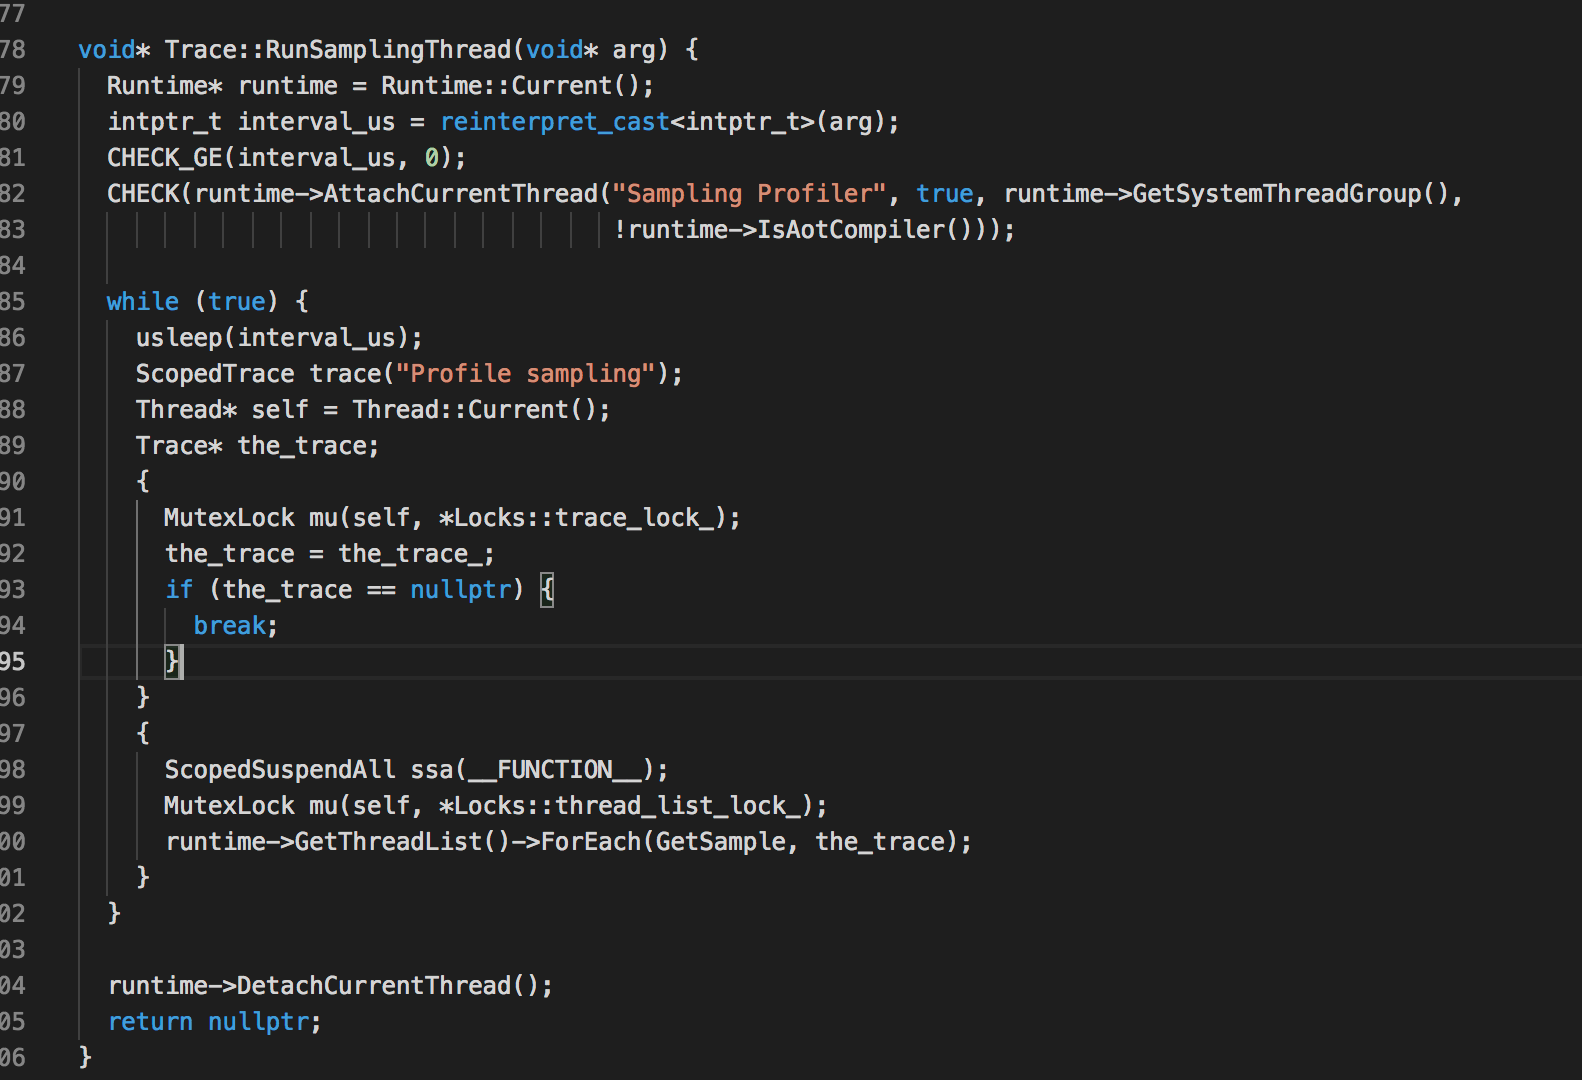 77
78 void* Trace::RunSamplingThread(void* arg) {
79 Runtime* runtime = Runtime::Current();
80 intptr_t interval_us = reinterpret_cast<intptr_t>(arg);
81 CHECK_GE(interval_us, 0);
82 CHECK(runtime->AttachCurrentThread("Sampling Profiler", true, runtime->GetSystemThreadGroup(),
83 !runtime->IsAotCompiler()));
84
85 while (true) {
86 usleep(interval_us);
87 ScopedTrace trace("Profile sampling");
88 Thread* self = Thread::Current();
89 Trace* the_trace;
90 {
91 MutexLock mu(self, *Locks::trace_lock_);
92 the_trace = the_trace_;
93 if (the_trace == nullptr) {
94 break;
95 }
96 }
97 {
98 ScopedSuspendAll ssa(__FUNCTION__);
99 MutexLock mu(self, *Locks::thread_list_lock_);
00 runtime->GetThreadList()->ForEach(GetSample, the_trace);
01 }
02 }
03
04 runtime->DetachCurrentThread();
05 return nullptr;
06 }